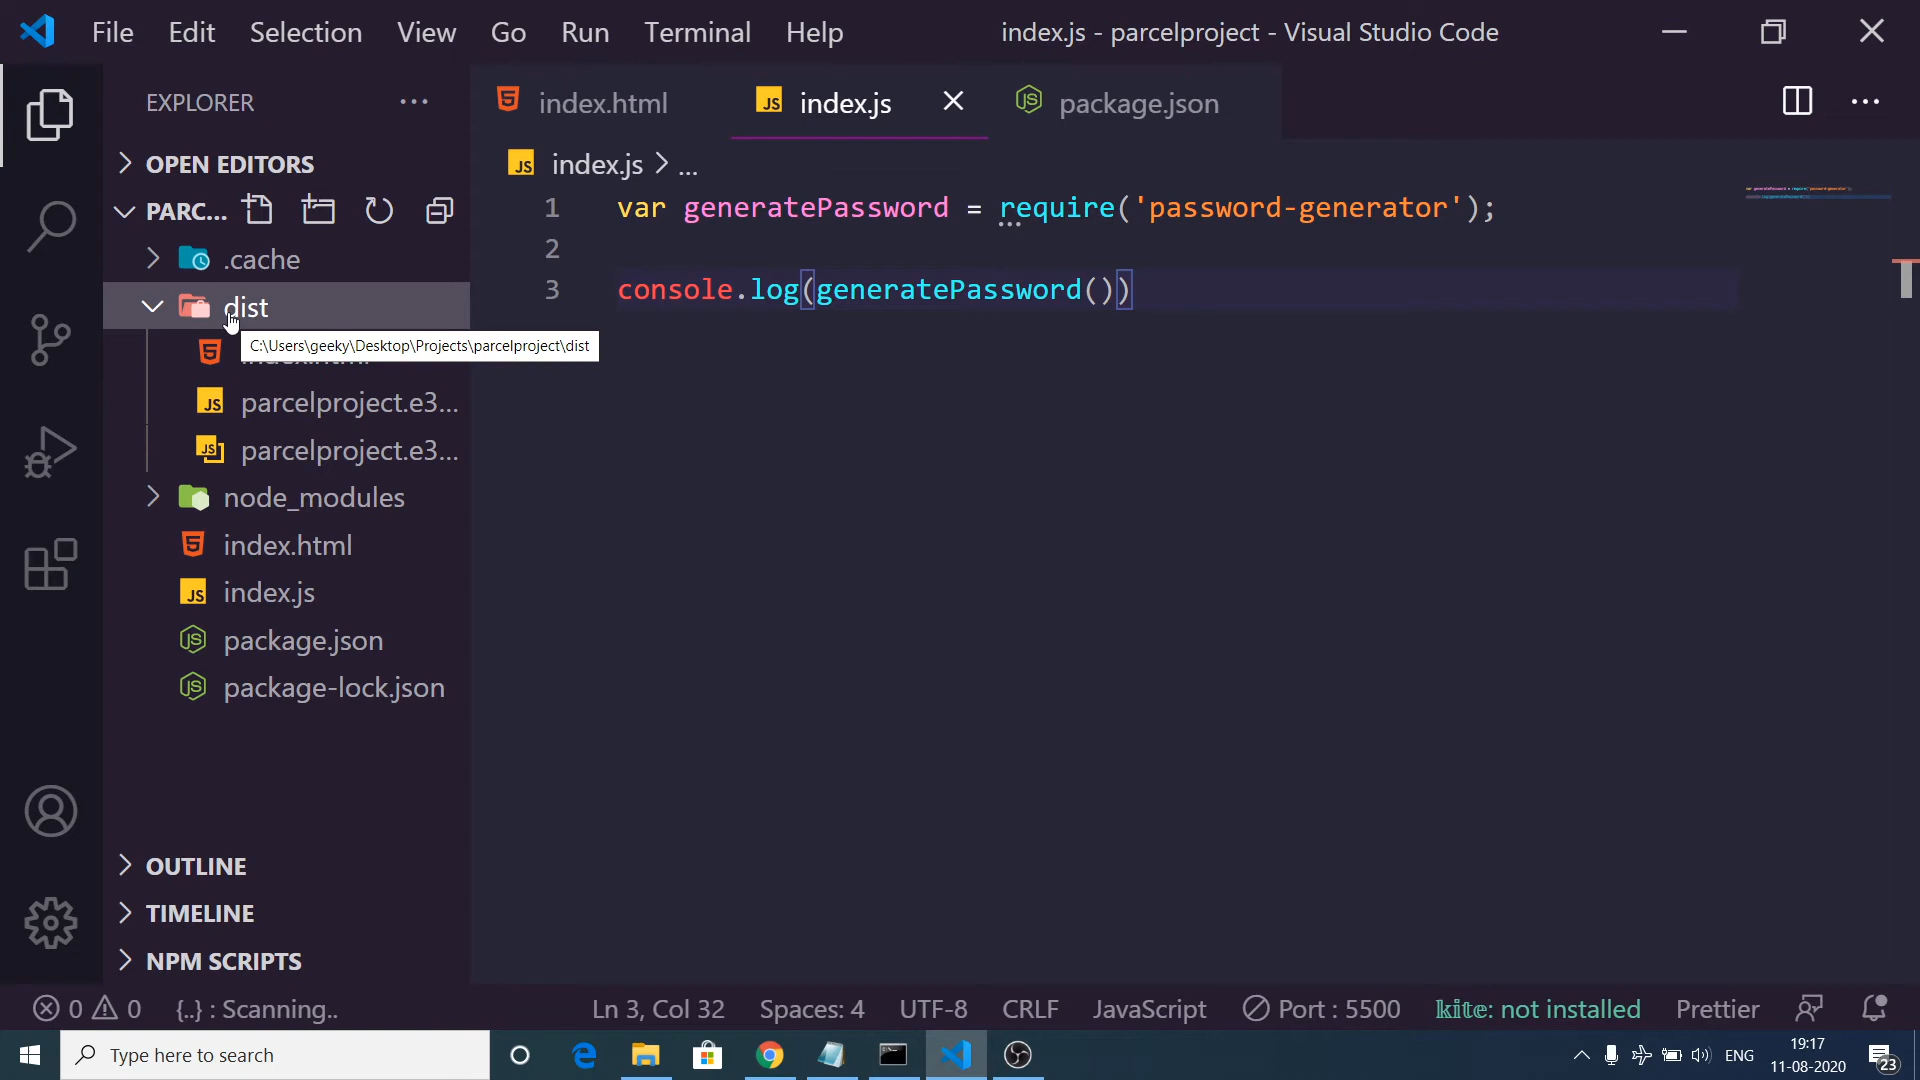 File Edit Selection View Go Run Terminal Help
index.js - parcelproject - Visual Studio Code
EXPLORER
index.html
index.js
package.json
OPEN EDITORS
index.js > ...
PARC...
1 var generatePassword = require('password-generator');
2
3 console.log(generatePassword())
.cache
dist
C:\Users\geeky\Desktop\Projects\parcelproject\dist
parcelproject.e3...
parcelproject.e3...
node_modules
index.html
index.js
package.json
package-lock.json
OUTLINE
TIMELINE
NPM SCRIPTS
0 0 {..} : Scanning.. Ln 3, Col 32 Spaces: 4 UTF-8 CRLF JavaScript Port : 5500 kite: not installed Prettier
Type here to search
ENG
19:17
11-08-2020
23